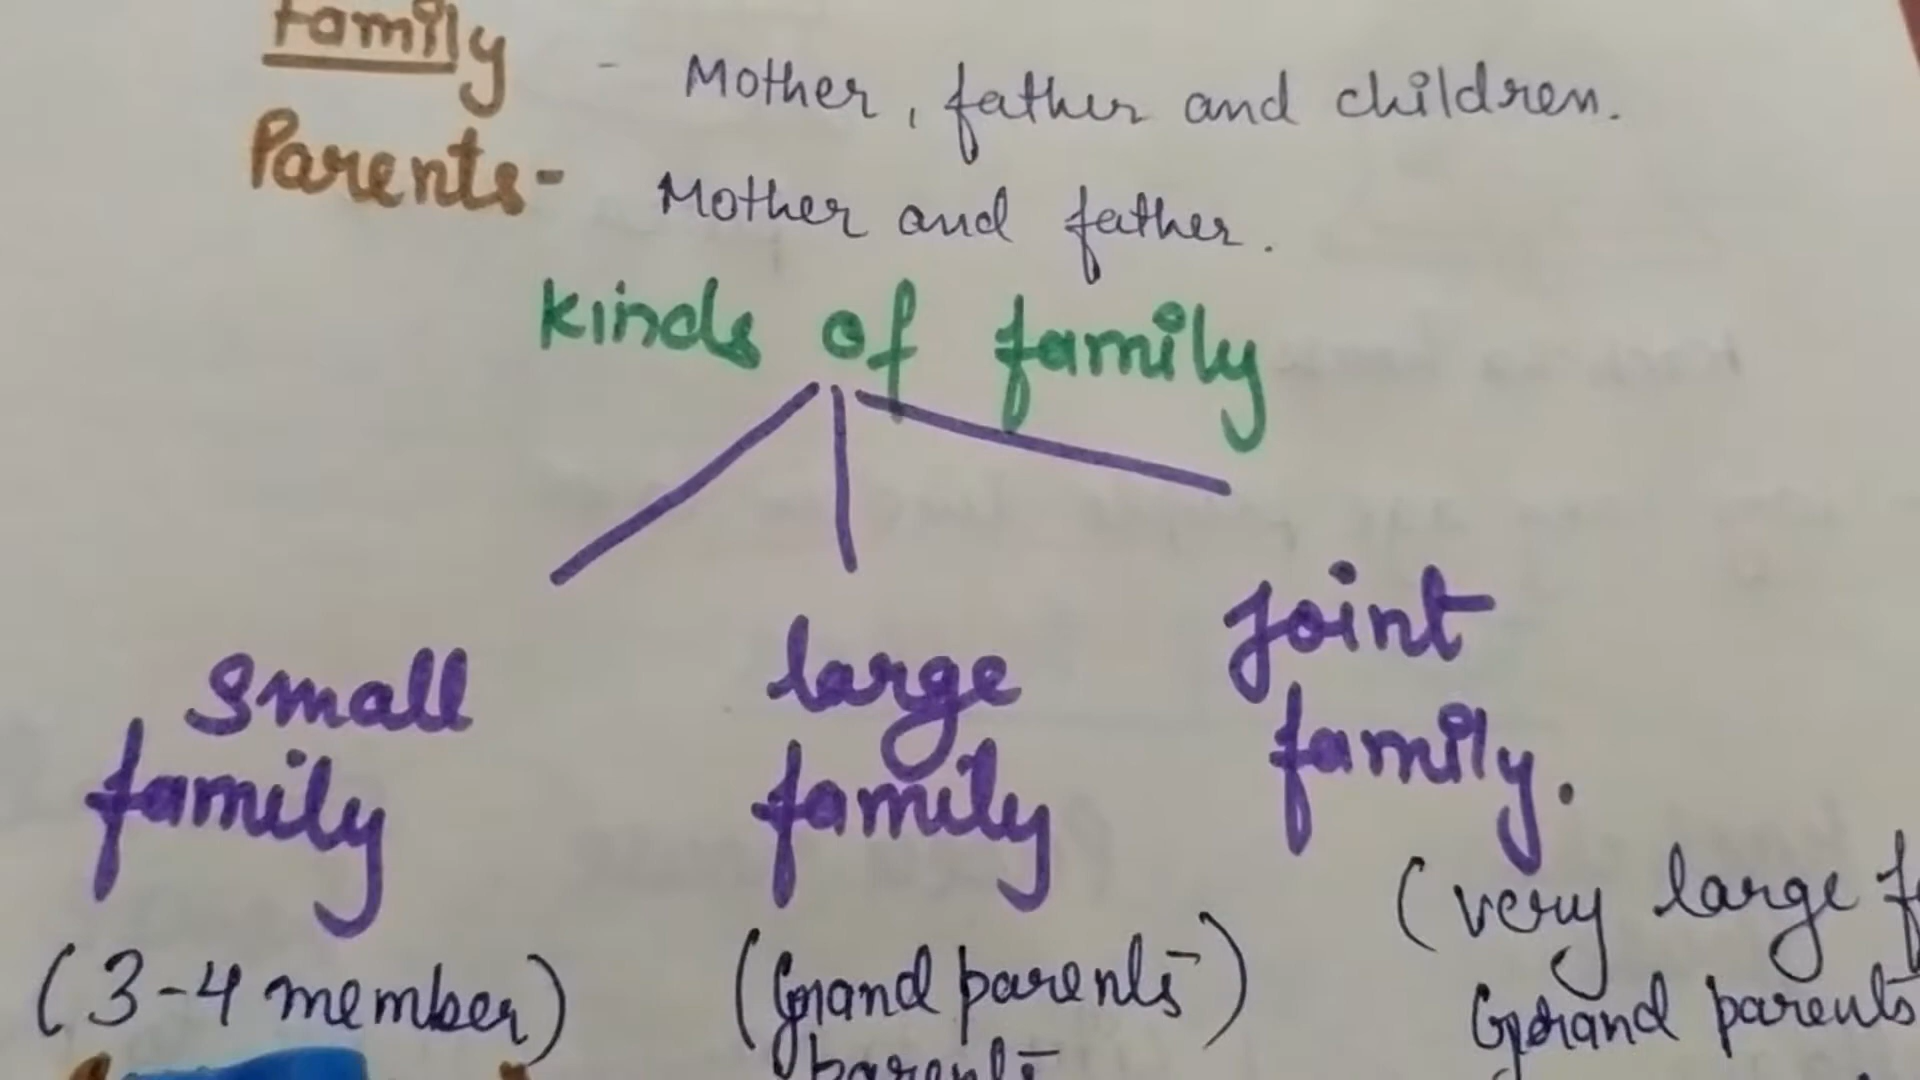 Family - Mother, father and children.
Parents- Mother and father.
Kinds of family
small family
large family
joint family.
(3-4 member)
(Grand parents)
parents
(very large
Grand parents